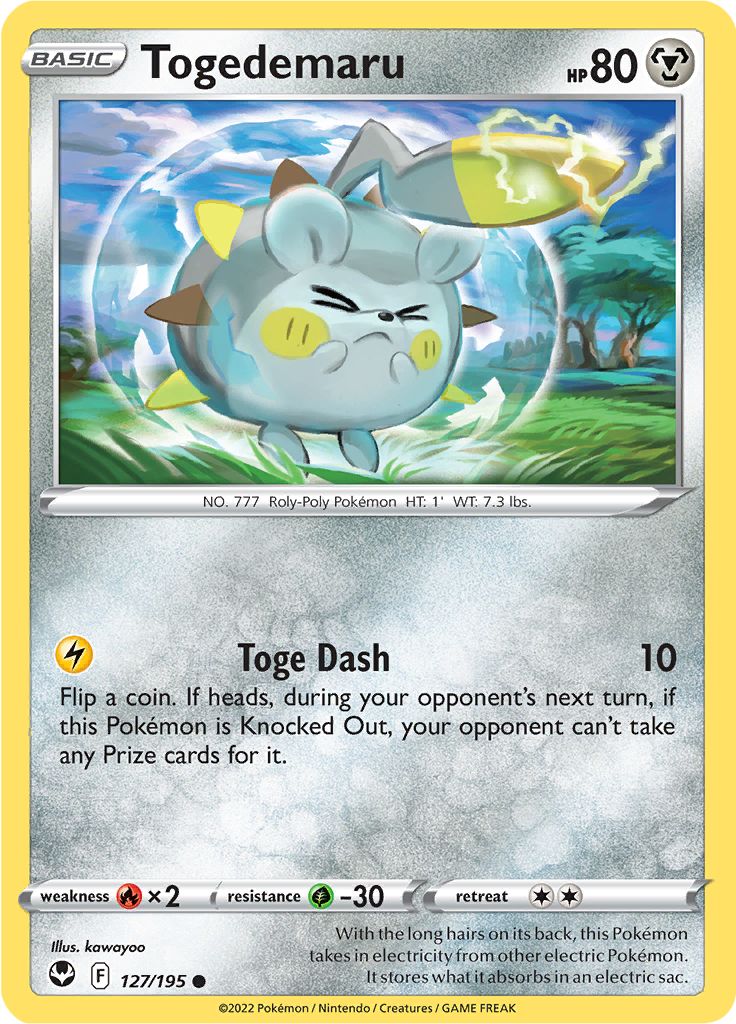 BASIC
Togedemaru
HP 80
NO. 777 Roly-Poly Pokémon HT: 1' WT: 7.3 lbs.
Toge Dash 10
Flip a coin. If heads, during your opponent's next turn, if
this Pokémon is Knocked Out, your opponent can't take
any Prize cards for it.
weakness ×2 resistance -30 retreat
Illus. kawayoo
With the long hairs on its back, this Pokémon
takes in electricity from other electric Pokémon.
It stores what it absorbs in an electric sac.
F 127/195
©2022 Pokémon / Nintendo / Creatures / GAME FREAK